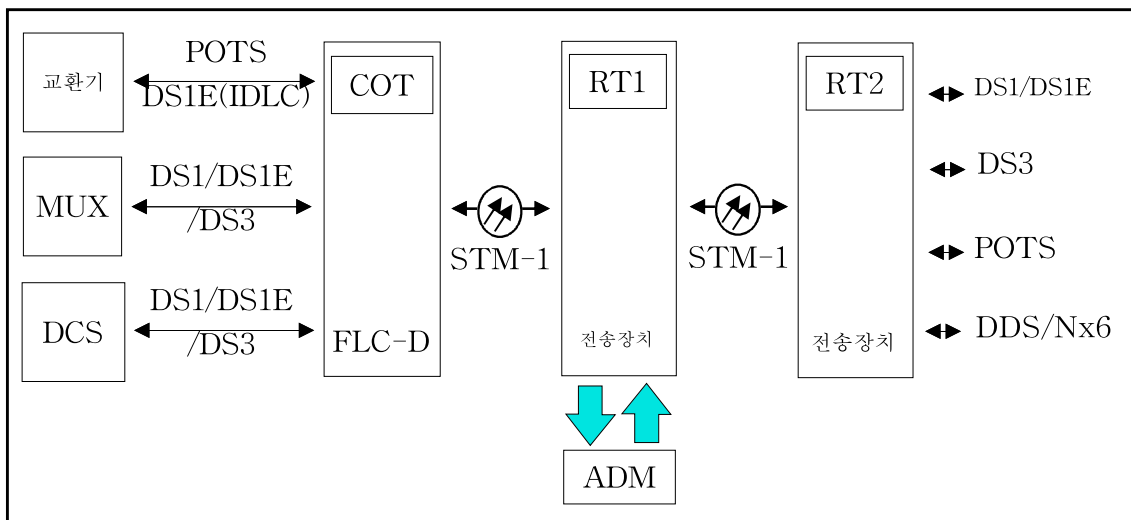 교환기
POTS
DS1E(IDLC)
MUX
DS1/DS1E
/DS3
DCS
DS1/DS1E
/DS3
COT
FLC-D
STM-1
RT1
전송장치
ADM
STM-1
RT2
전송장치
DS1/DS1E
DS3
POTS
DDS/Nx6